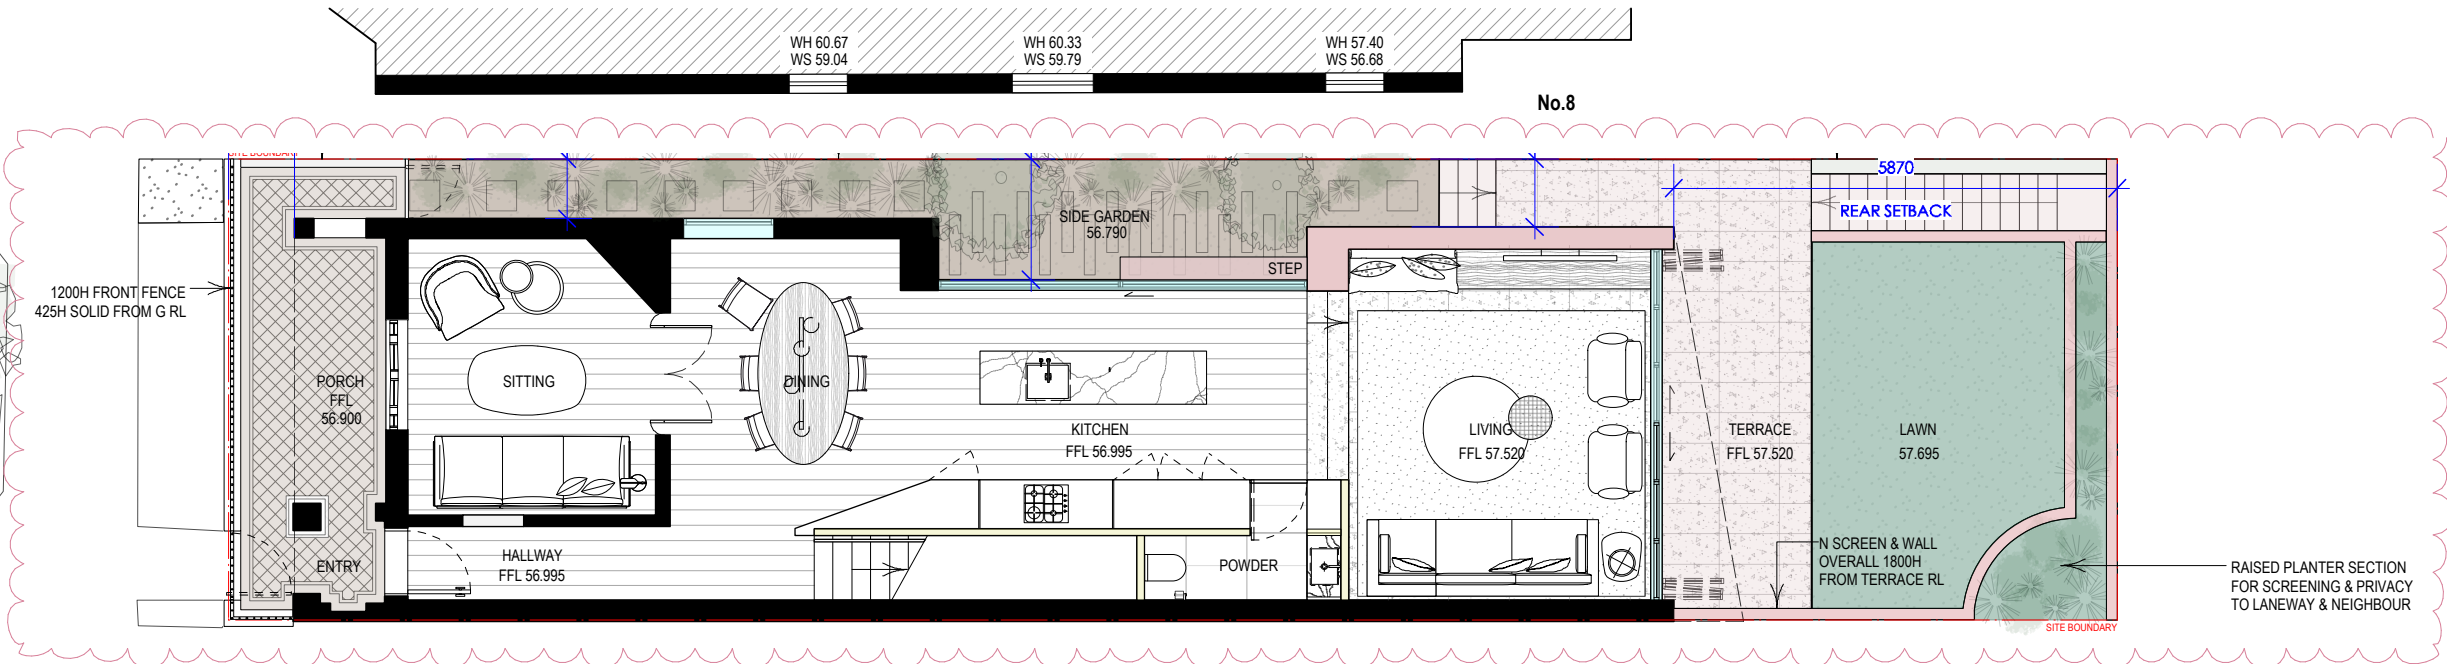 WH 60.67
WS 59.04
WH 60.33
WS 59.79
WH 57.40
WS 56.68
No.8
SITE BOUNDARY
5870
REAR SETBACK
SIDE GARDEN
56.790
STEP
1200H FRONT FENCE
425H SOLID FROM G RL
PORCH
FFL
56.900
SITTING
DINING
KITCHEN
FFL 56.995
LIVING
FFL 57.520
TERRACE
FFL 57.520
LAWN
57.695
HALLWAY
FFL 56.995
ENTRY
POWDER
N SCREEN & WALL
OVERALL 1800H
FROM TERRACE RL
RAISED PLANTER SECTION
FOR SCREENING & PRIVACY
TO LANEWAY & NEIGHBOUR
SITE BOUNDARY